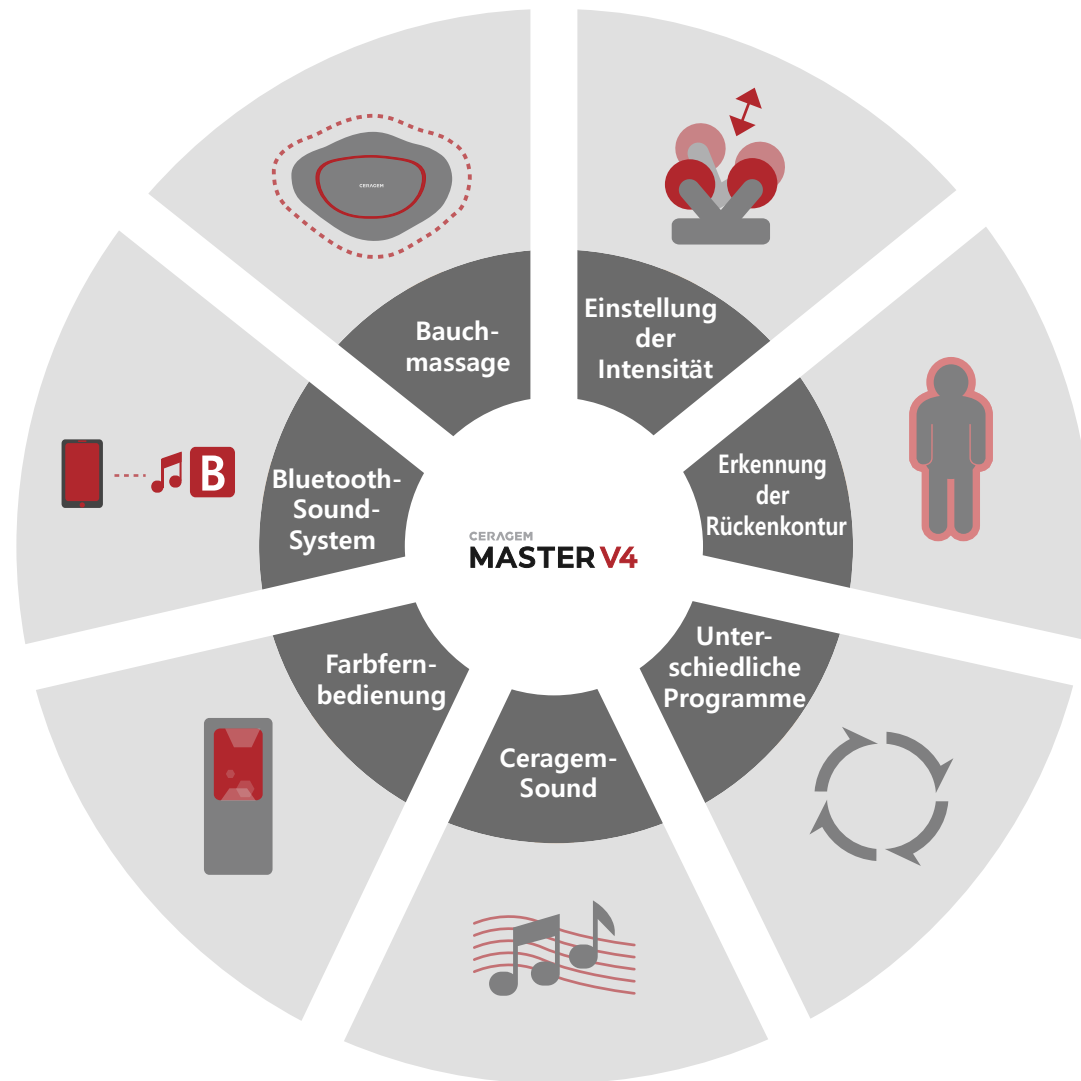 CERAGEM
Bauch-
massage
Einstellung
der
Intensität
Erkennung
der
Rückenkontur
Unter-
schiedliche
Programme
Ceragem-
Sound
Farbfern-
bedienung
Bluetooth-
Sound-
System
B
CERAGEM
MASTER V4